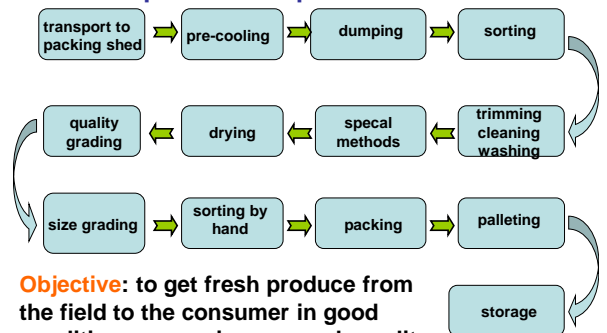 transport to
packing shed
pre-cooling
dumping
sorting
trimming
cleaning
washing
specal
methods
drying
quality
grading
size grading
sorting by
hand
packing
palleting
storage
Objective: to get fresh produce from
the field to the consumer in good